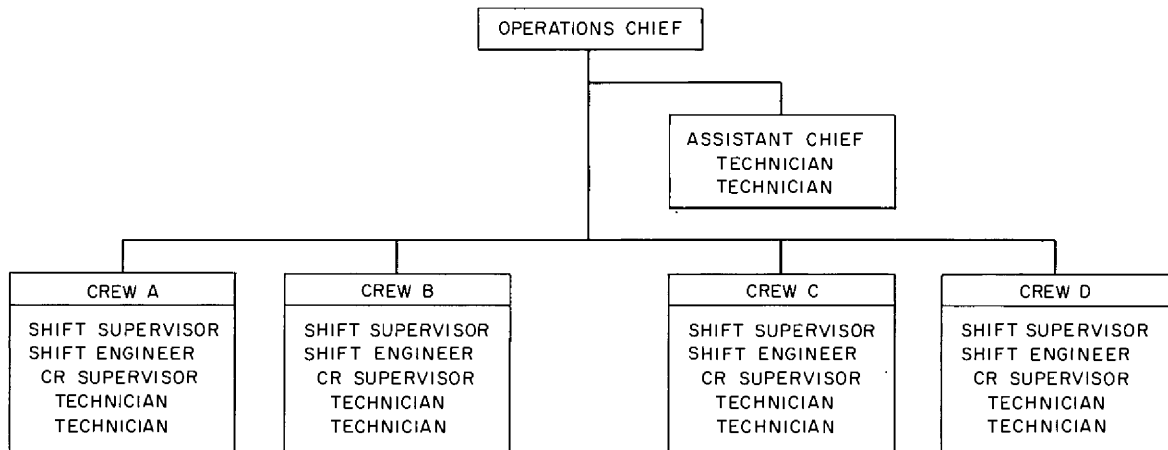 OPERATIONS CHIEF
ASSISTANT CHIEF
TECHNICIAN
TECHNICIAN
CREW A
SHIFT SUPERVISOR
SHIFT ENGINEER
CR SUPERVISOR
TECHNICIAN
TECHNICIAN
CREW B
SHIFT SUPERVISOR
SHIFT ENGINEER
CR SUPERVISOR
TECHNICIAN
TECHNICIAN
CREW C
SHIFT SUPERVISOR
SHIFT ENGINEER
CR SUPERVISOR
TECHNICIAN
TECHNICIAN
CREW D
SHIFT SUPERVISOR
SHIFT ENGINEER
CR SUPERVISOR
TECHNICIAN
TECHNICIAN